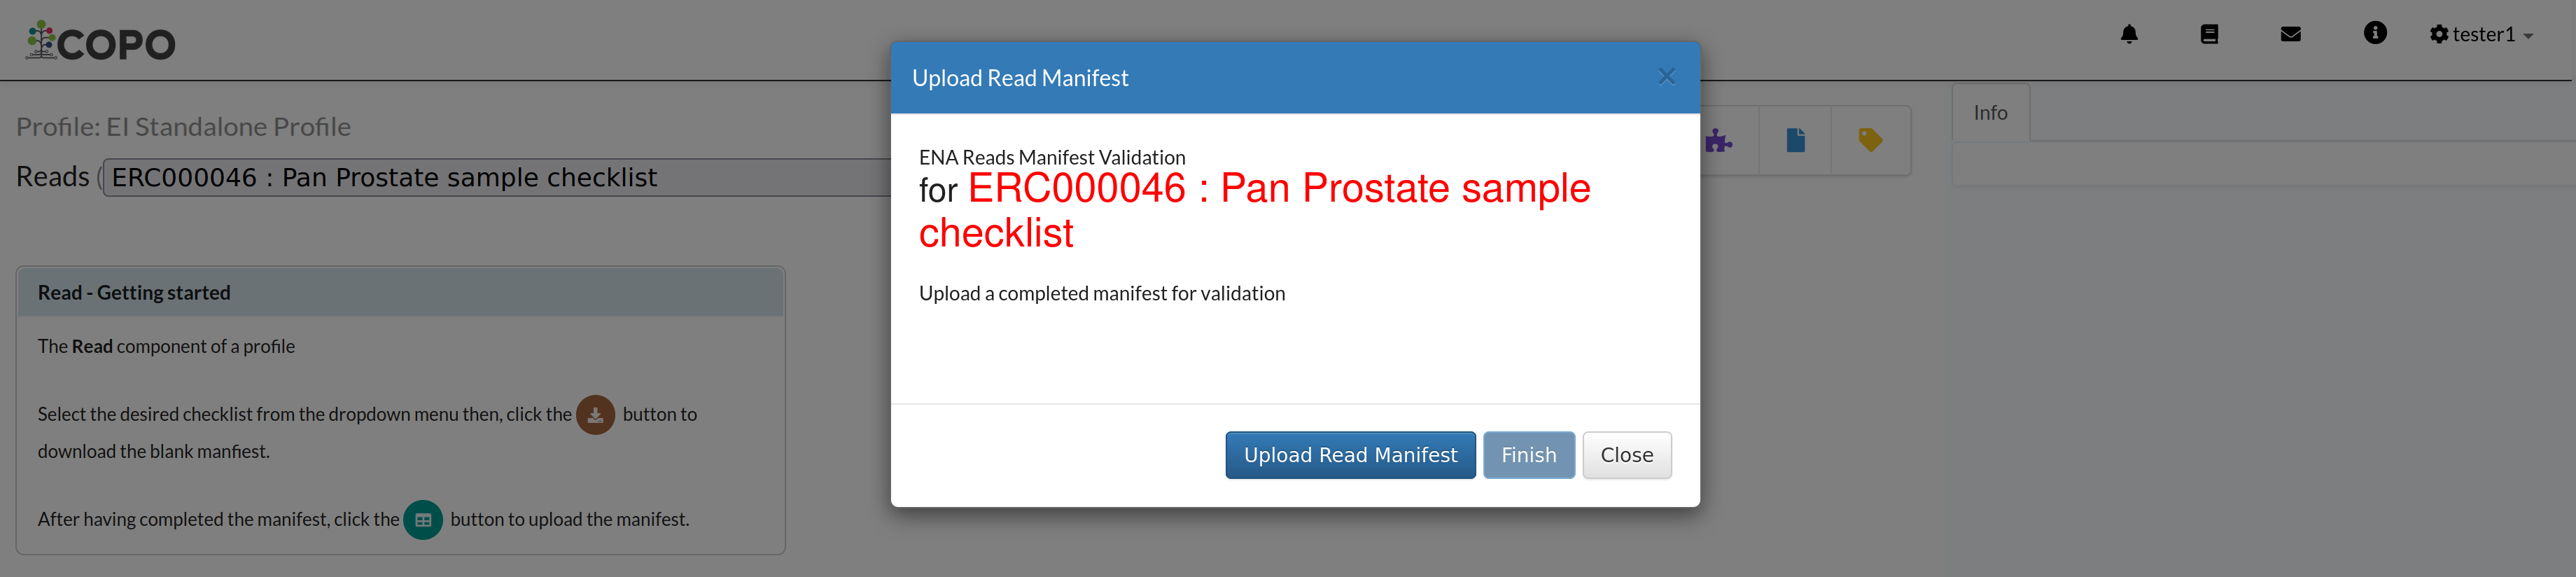 COPO
tester1
Profile: EI Standalone Profile
Reads (
ERC000046 : Pan Prostate sample checklist
Info
Read - Getting started
The Read component of a profile
Select the desired checklist from the dropdown menu then, click the button to
download the blank manfiest.
After having completed the manifest, click the button to upload the manifest.
Upload Read Manifest
×
ENA Reads Manifest Validation
for ERC000046 : Pan Prostate sample
checklist
Upload a completed manifest for validation
Upload Read Manifest
Finish
Close